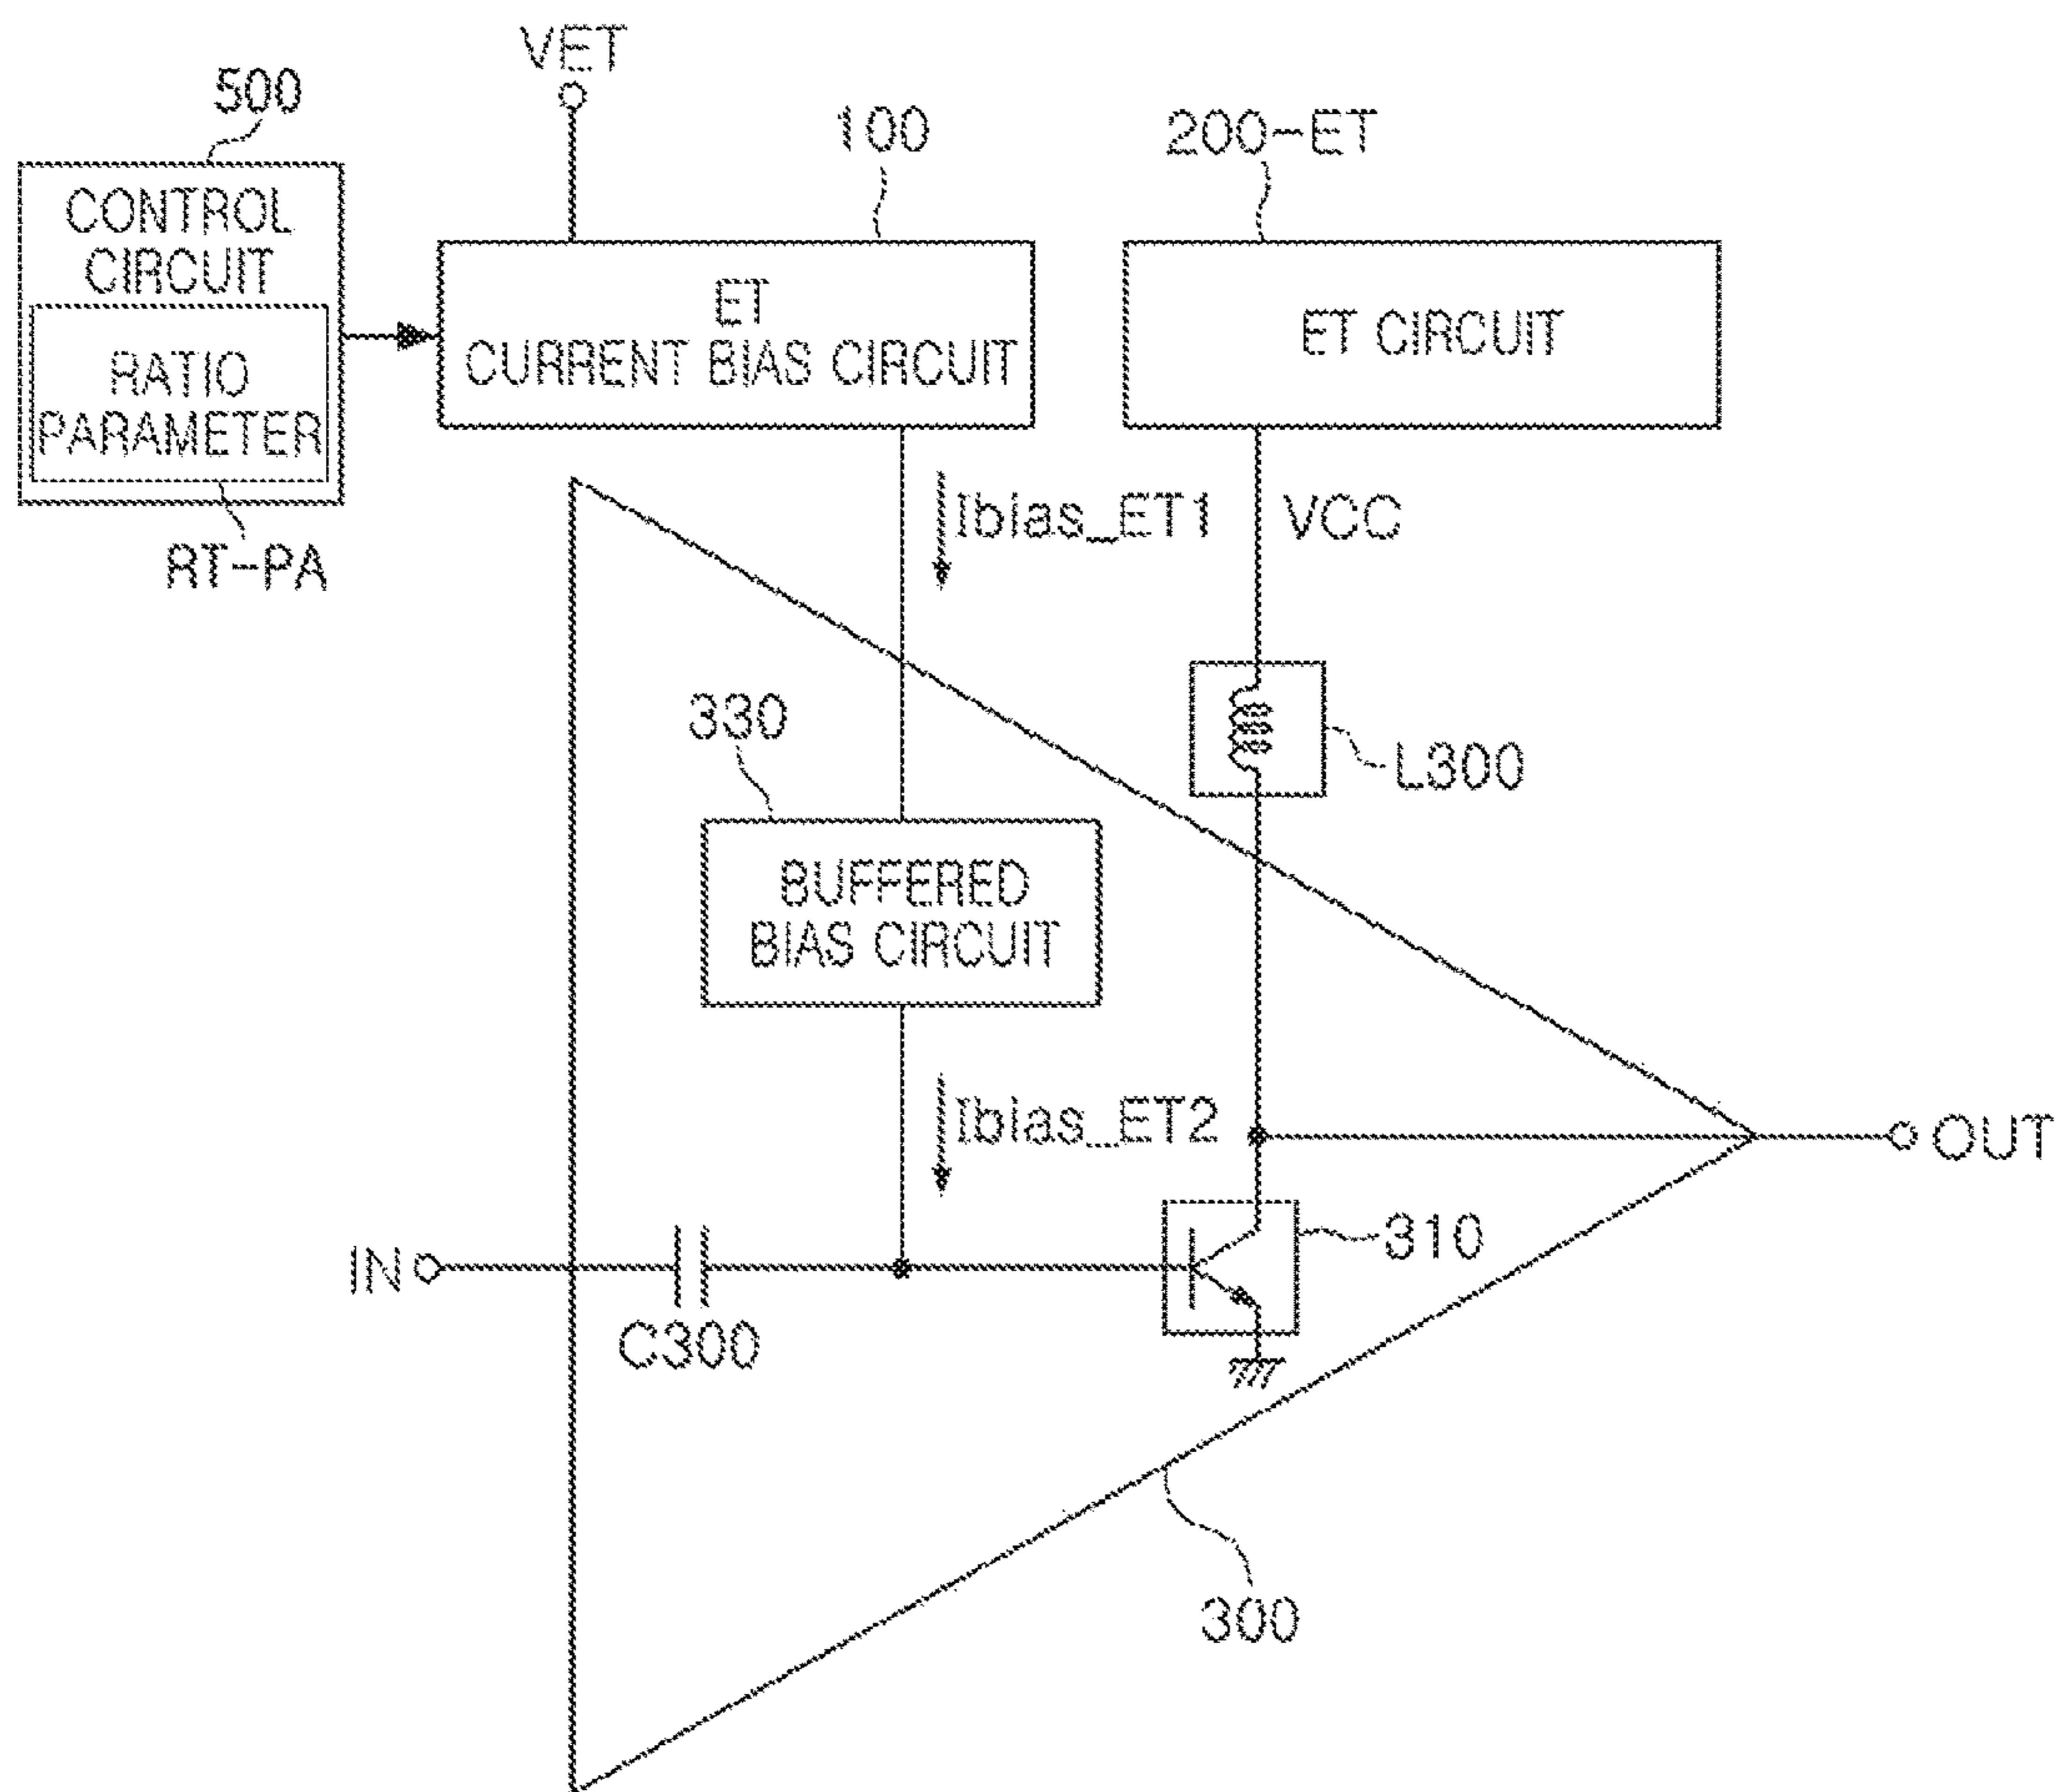 VET
500
100
200-ET
CONTROL
CIRCUIT
RATIO
PARAMETER
RT-PA
ET
CURRENT BIAS CIRCUIT
ET CIRCUIT
Ibias_ET1
VCC
330
L300
BUFFERED
BIAS CIRCUIT
Ibias_ET2
OUT
310
IN
C300
300